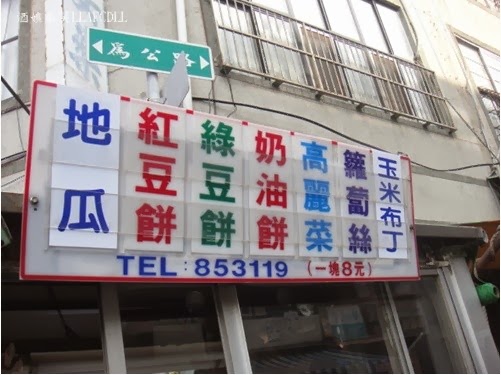 為公路
地瓜
紅豆餅
綠豆餅
奶油餅
高麗菜
蘿蔔絲
玉米布丁
TEL:853119 (一塊8元)